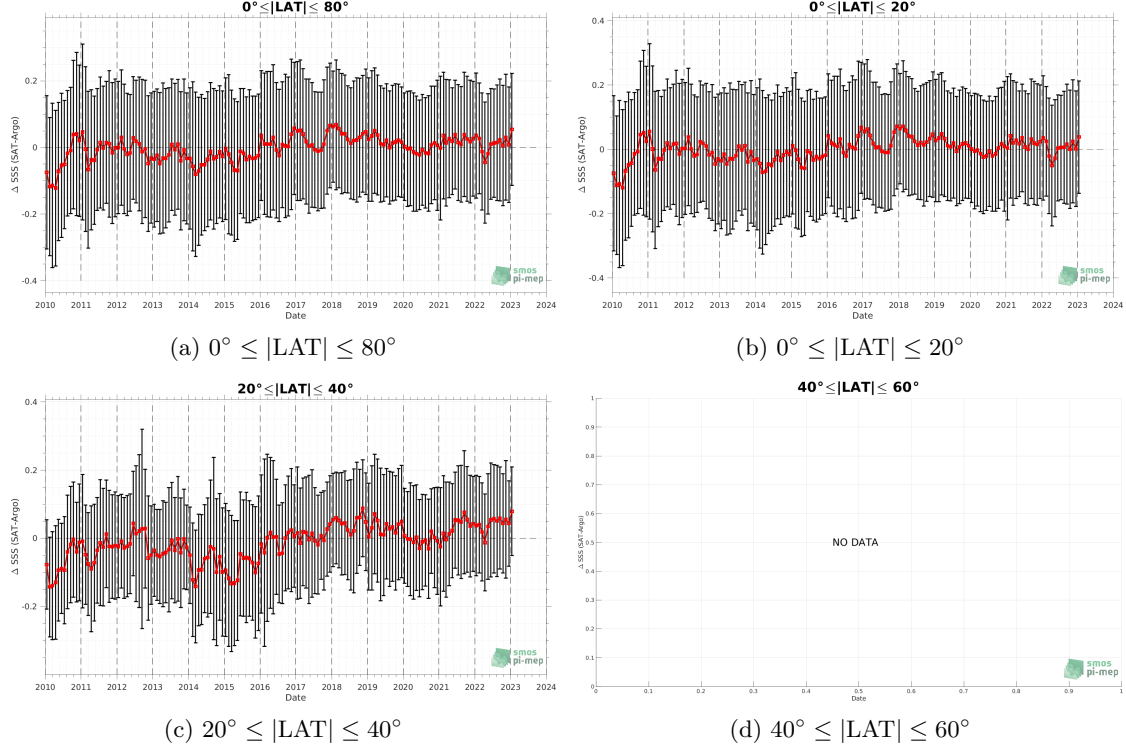 0°≤|LAT|≤ 80°
0.2
0
-0.2
-0.4
Δ SSS (SAT-Argo)
2010 2011 2012 2013 2014 2015 2016 2017 2018 2019 2020 2021 2022 2023 2024
Date
smos
pi-mep
(a) 0° ≤ |LAT| ≤ 80°
0°≤|LAT|≤ 20°
0.4
0.2
0
-0.2
-0.4
Δ SSS (SAT-Argo)
2010 2011 2012 2013 2014 2015 2016 2017 2018 2019 2020 2021 2022 2023 2024
Date
smos
pi-mep
(b) 0° ≤ |LAT| ≤ 20°
20°≤|LAT|≤ 40°
0.4
0.2
0
-0.2
Δ SSS (SAT-Argo)
2010 2011 2012 2013 2014 2015 2016 2017 2018 2019 2020 2021 2022 2023 2024
Date
smos
pi-mep
(c) 20° ≤ |LAT| ≤ 40°
40°≤|LAT|≤ 60°
1
0.9
0.8
0.7
0.6
0.5
0.4
0.3
0.2
0.1
0
Δ SSS (SAT-Argo)
NO DATA
0 0.1 0.2 0.3 0.4 0.5 0.6 0.7 0.8 0.9 1
Date
smos
pi-mep
(d) 40° ≤ |LAT| ≤ 60°